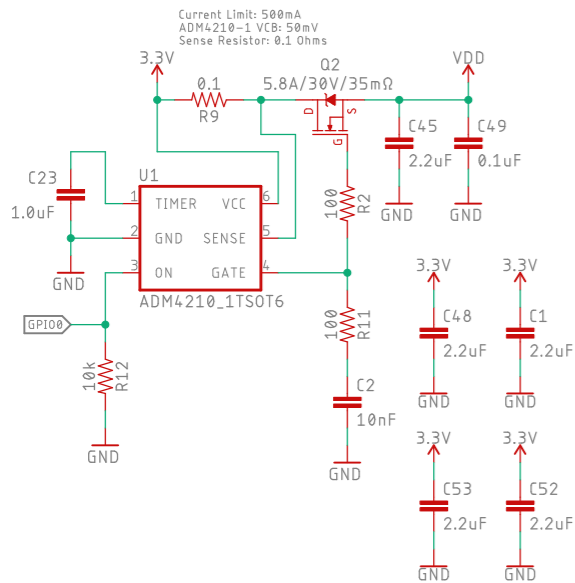 Current Limit: 500mA
ADM4210-1 VCB: 50mV
Sense Resistor: 0.1 Ohms
3.3V
Q2
VDD
0.1
5.8A/30V/35mΩ
R9
D
S
G
C45
2.2uF
GND
C49
0.1uF
GND
C23
1.0uF
GND
U1
1
TIMER
VCC
6
2
GND
SENSE
5
3
ON
GATE
4
ADM4210_1TSOT6
100
R2
GPIO0
10k
R12
GND
100
R11
C2
10nF
GND
3.3V
C48
2.2uF
GND
3.3V
C1
2.2uF
GND
3.3V
C53
2.2uF
GND
3.3V
C52
2.2uF
GND